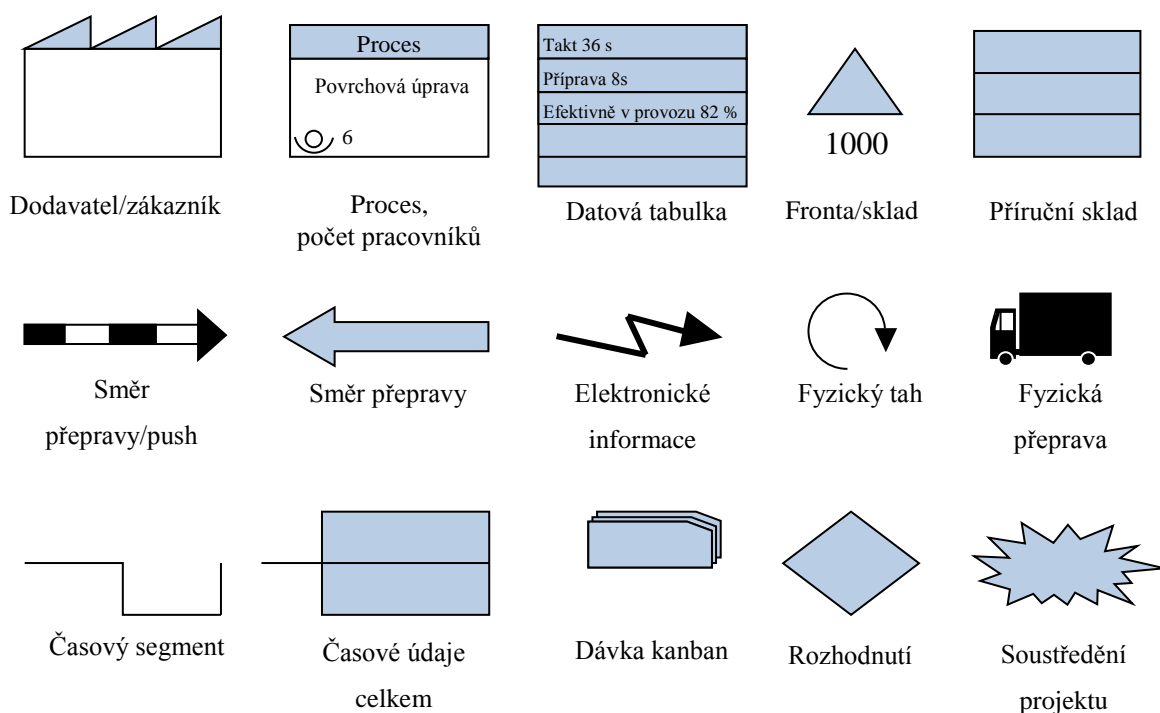 Proces
Povrchová úprava
6
Takt 36 s
Příprava 8s
Efektivně v provozu 82 %
1000
Dodavatel/zákazník
Proces,
počet pracovníků
Datová tabulka
Fronta/sklad
Příruční sklad
Směr
přepravy/push
Směr přepravy
Elektronické
informace
Fyzický tah
Fyzická
přeprava
Časový segment
Časové údaje
celkem
Dávka kanban
Rozhodnutí
Soustředění
projektu